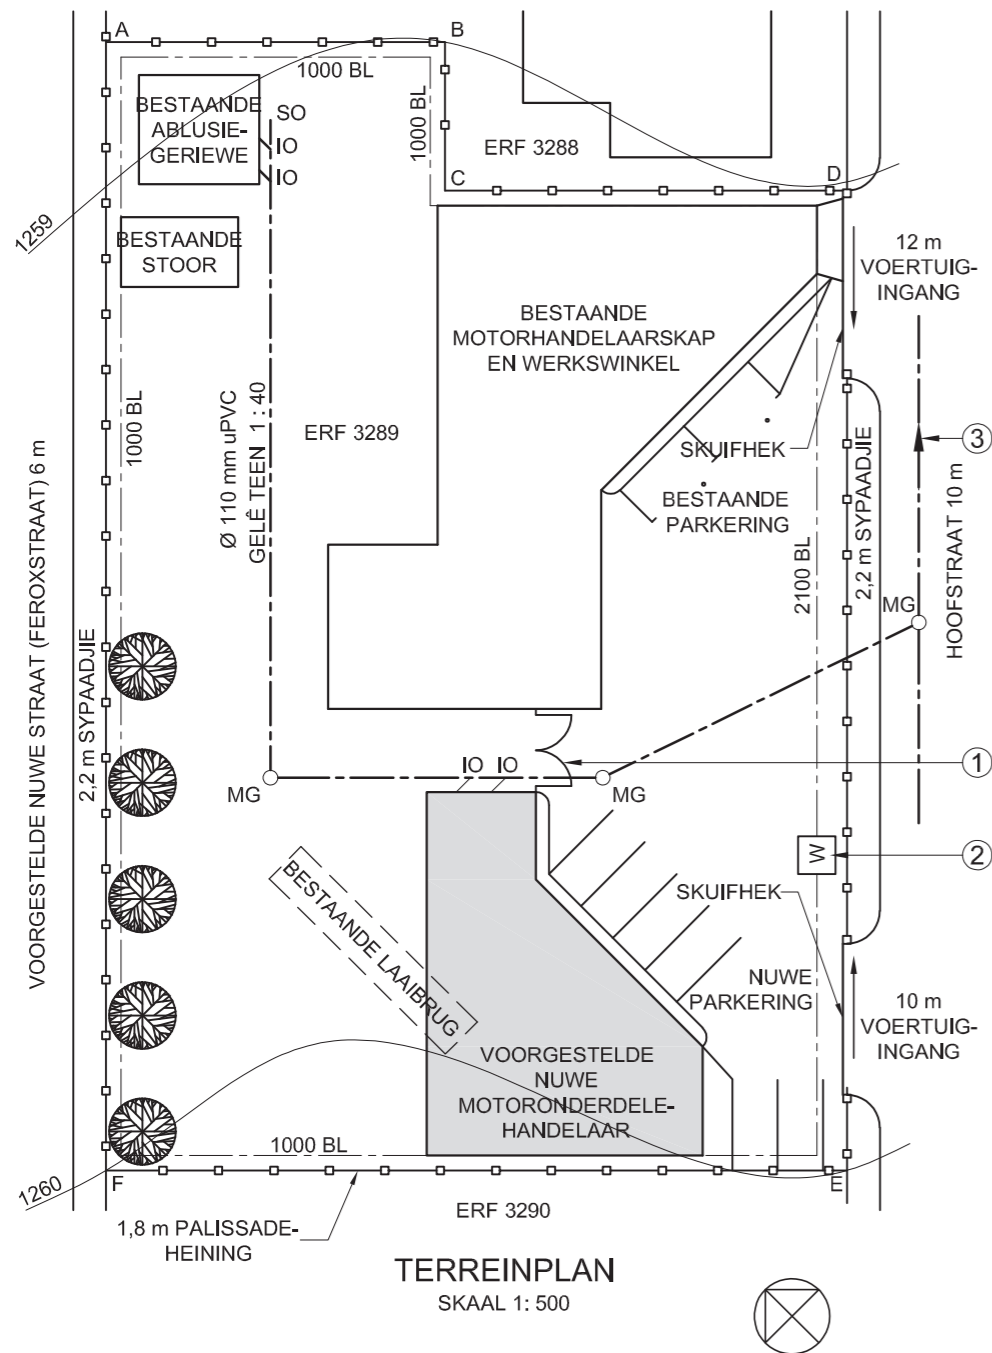 A
B
1000 BL
BESTAANDE
ABLUSIE-
GERIEWE
SO
IO
IO
1000 BL
ERF 3288
C
D
1259
BESTAANDE
STOOR
12 m
VOERTUIG-
INGANG
BESTAANDE
MOTORHANDELAARSKAP
EN WERKSWINKEL
1000 BL
ERF 3289
Ø 110 mm uPVC
GELÊ TEEN 1 : 40
SKUIFHEK
BESTAANDE
PARKERING
2100 BL
2,2 m SYPAADJIE
3
HOOFSTRAAT 10 m
MG
VOORGESTELDE NUWE STRAAT (FEROXSTRAAT) 6 m
2,2 m SYPAADJIE
IO
IO
1
MG
MG
W
2
SKUIFHEK
BESTAANDE LAAIBRUG
NUWE
PARKERING
10 m
VOERTUIG-
INGANG
VOORGESTELDE
NUWE
MOTORONDERDELE-
HANDELAAR
1000 BL
1260
F
E
ERF 3290
1,8 m PALISSADE-
HEINING
TERREINPLAN
SKAAL 1: 500